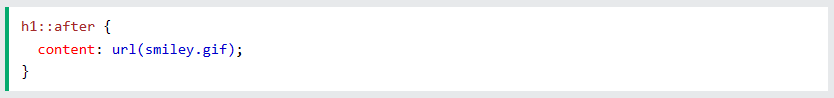 h1::after {
  content: url(smiley.gif);
}